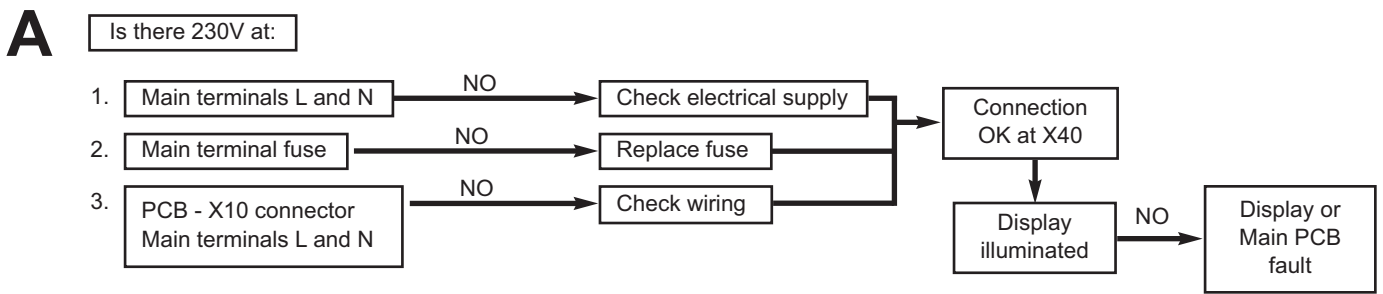 A
Is there 230V at:
1. Main terminals L and N
NO
Check electrical supply
2. Main terminal fuse
NO
Replace fuse
3. PCB - X10 connector
Main terminals L and N
NO
Check wiring
Connection
OK at X40
Display
illuminated
NO
Display or
Main PCB
fault